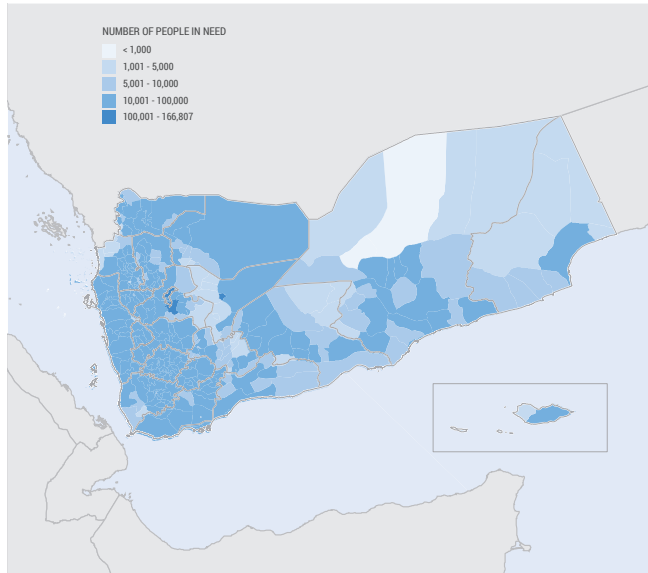 NUMBER OF PEOPLE IN NEED
< 1,000
1,001 - 5,000
5,001 - 10,000
10,001 - 100,000
100,001 - 166,807